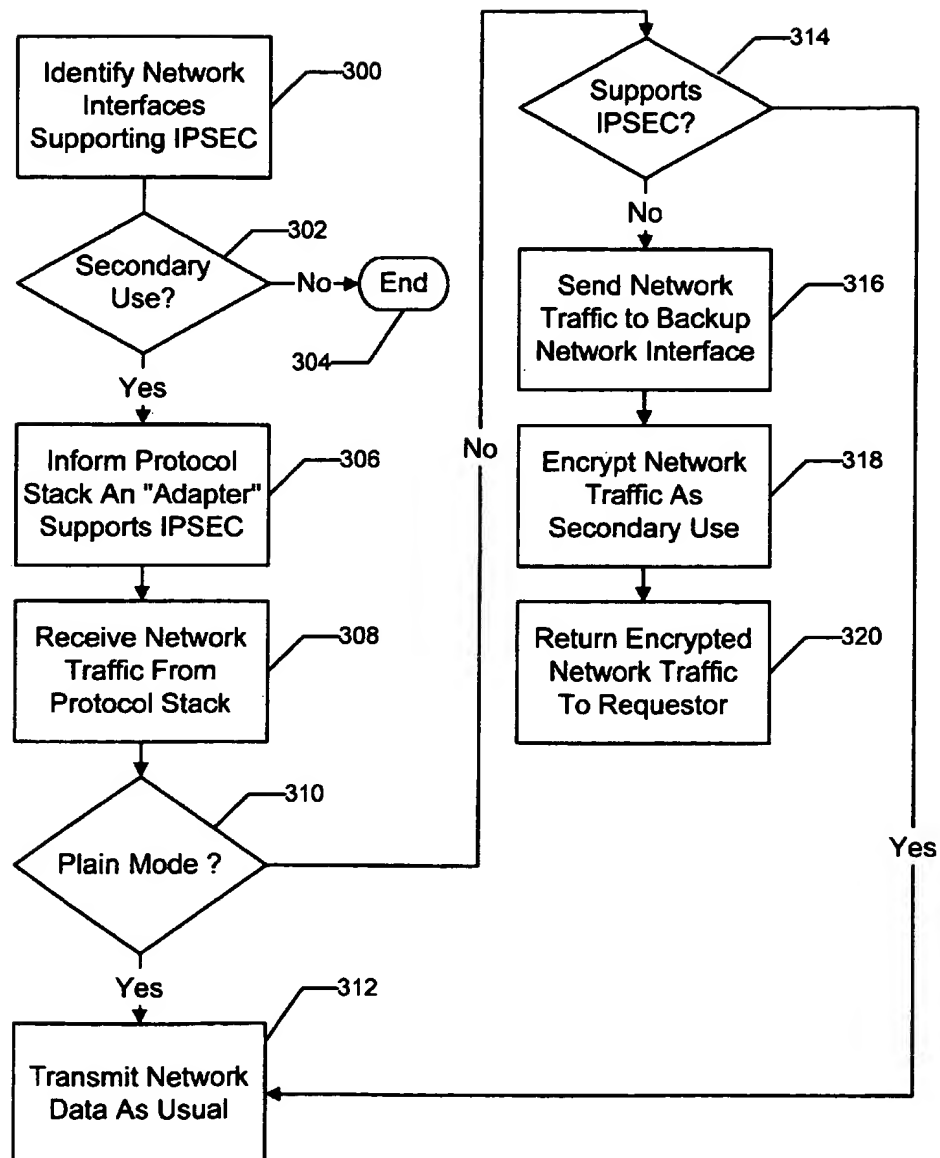 Identify Network
Interfaces
Supporting IPSEC
300
Secondary
Use?
302
No
End
304
Yes
Inform Protocol
Stack An "Adapter"
Supports IPSEC
306
Receive Network
Traffic From
Protocol Stack
308
Plain Mode ?
310
No
Yes
Transmit Network
Data As Usual
312
Supports
IPSEC?
314
No
Yes
Send Network
Traffic to Backup
Network Interface
316
Encrypt Network
Traffic As
Secondary Use
318
Return Encrypted
Network Traffic
To Requestor
320